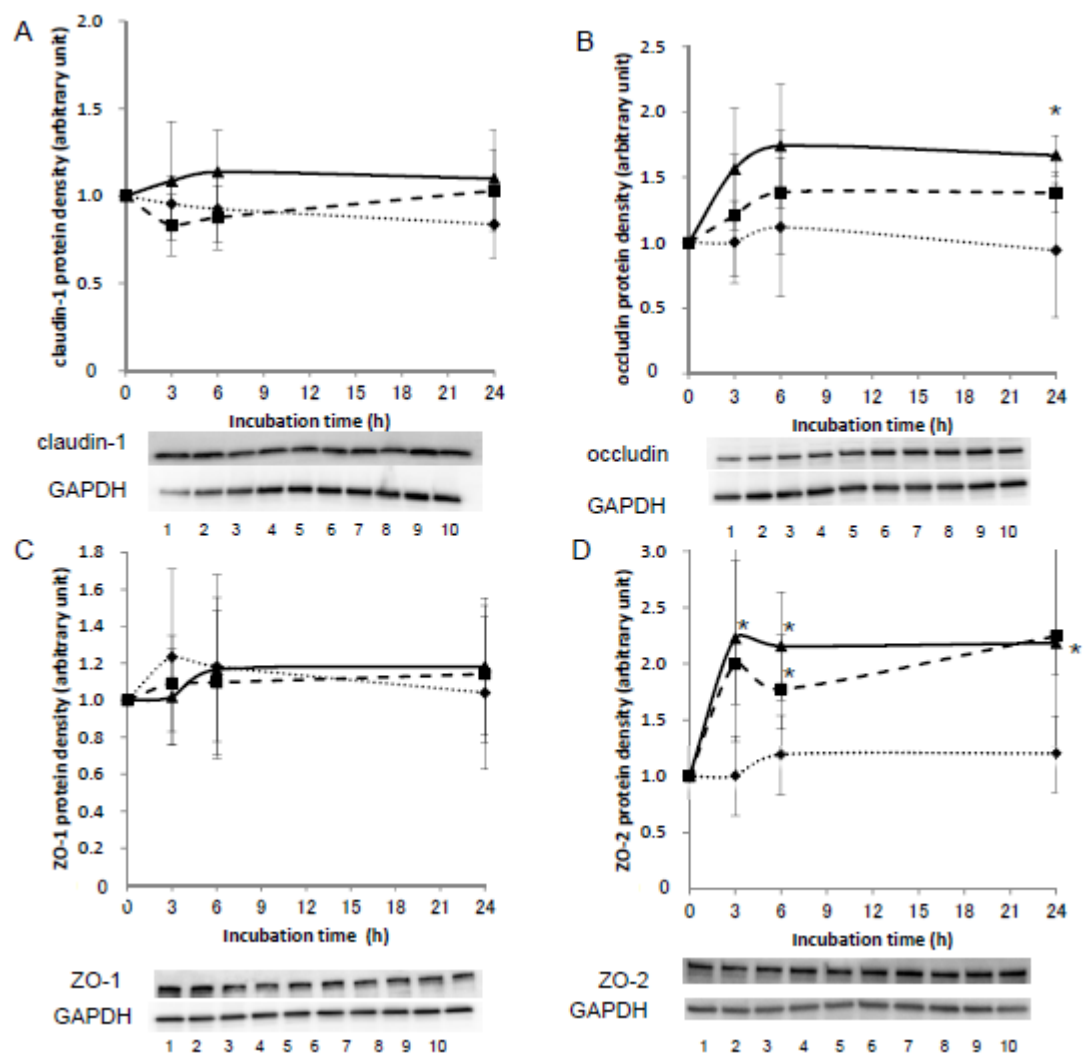 A
claudin-1 protein density (arbitrary unit)
2.0
1.5
1.0
0.5
0
0 3 6 9 12 15 18 21 24
Incubation time (h)
claudin-1
GAPDH
1 2 3 4 5 6 7 8 9 10
B
occludin protein density (arbitrary unit)
2.5
2.0
1.5
1.0
0.5
0
*
0 3 6 9 12 15 18 21 24
Incubation time (h)
occludin
GAPDH
1 2 3 4 5 6 7 8 9 10
C
ZO-1 protein density (arbitrary unit)
1.8
1.6
1.4
1.2
1.0
0.8
0.6
0.4
0.2
0
0 3 6 9 12 15 18 21 24
Incubation time (h)
ZO-1
GAPDH
1 2 3 4 5 6 7 8 9 10
D
ZO-2 protein density (arbitrary unit)
3.0
2.5
2.0
1.5
1.0
0.5
0
* *
*
*
0 3 6 9 12 15 18 21 24
Incubation time (h)
ZO-2
GAPDH
1 2 3 4 5 6 7 8 9 10